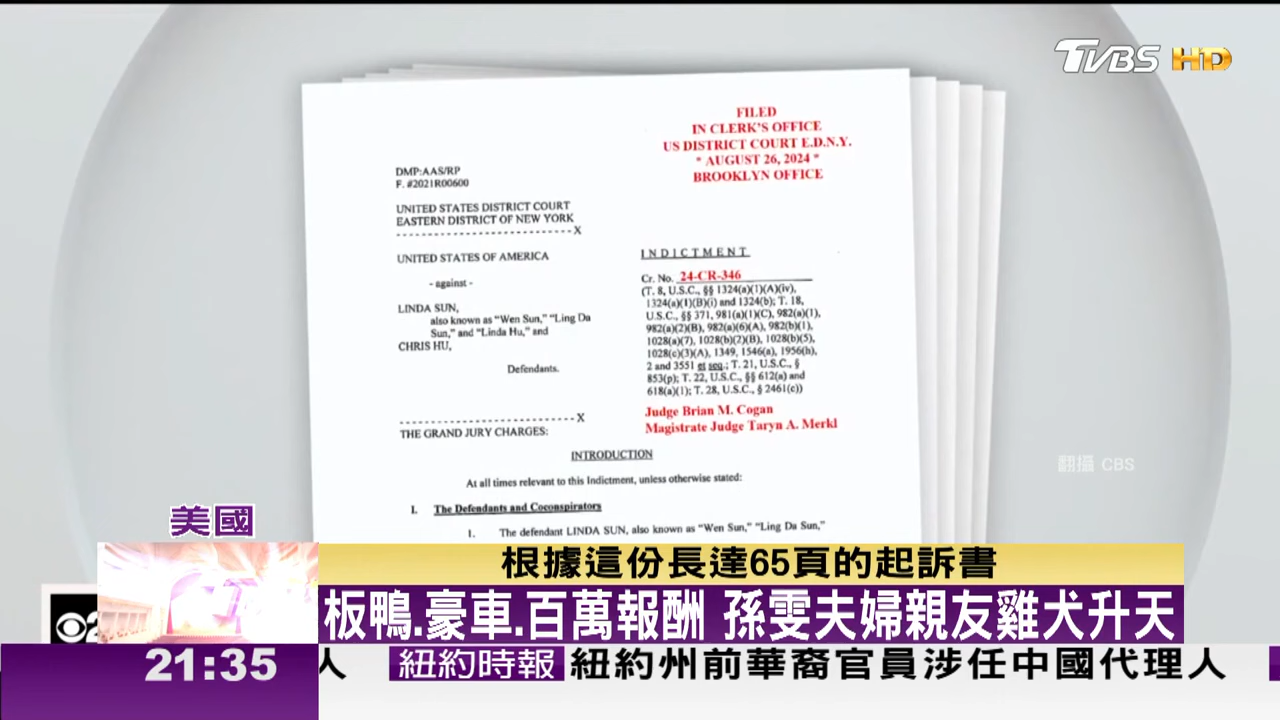 TVBS HD
FILED
IN CLERK'S OFFICE
US DISTRICT COURT E.D.N.Y.
* AUGUST 26, 2024 *
BROOKLYN OFFICE
DMP:AAS/RP
F. #2021R00600
UNITED STATES DISTRICT COURT
EASTERN DISTRICT OF NEW YORK
- - - - - - - - - - - - - - - - - - - - - - - - - - - -X
UNITED STATES OF AMERICA
- against -
LINDA SUN,
also known as "Wen Sun," "Ling Da
Sun," and "Linda Hu," and
CHRIS HU,
Defendants.
- - - - - - - - - - - - - - - - - - - - - - - - - - - -X
INDICTMENT
Cr. No. 24-CR-346
(T. 8, U.S.C., §§ 1324(a)(1)(A)(iv),
1324(a)(1)(B)(i) and 1324(b); T. 18,
U.S.C., §§ 371, 981(a)(1)(C), 982(a)(1),
982(a)(2)(B), 982(a)(6)(A), 982(b)(1),
1028(a)(7), 1028(b)(2)(B), 1028(b)(5),
1028(c)(3)(A), 1349, 1546(a), 1956(h),
2 and 3551 et seq.; T. 21, U.S.C., §
853(p); T. 22, U.S.C., §§ 612(a) and
618(a)(1); T. 28, U.S.C., § 2461(c))
Judge Brian M. Cogan
Magistrate Judge Taryn A. Merkl
THE GRAND JURY CHARGES:
INTRODUCTION
At all times relevant to this Indictment, unless otherwise stated:
I. The Defendants and Coconspirators
1. The defendant LINDA SUN, also known as "Wen Sun," "Ling Da Sun,"
翻攝 CBS
美國
根據這份長達65頁的起訴書
板鴨.豪車.百萬報酬 孫雯夫婦親友雞犬升天
21:35
人 紐約時報 紐約州前華裔官員涉任中國代理人